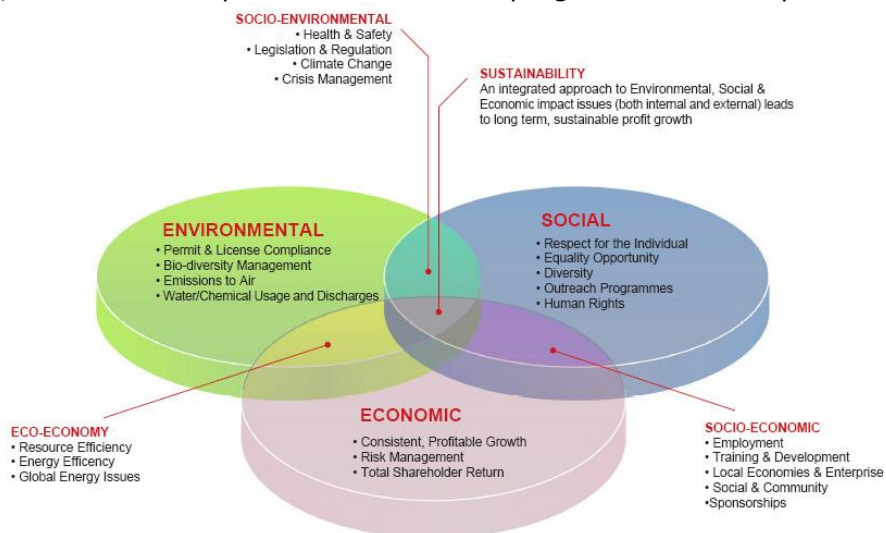 SOCIO-ENVIRONMENTAL
• Health & Safety
• Legislation & Regulation
• Climate Change
• Crisis Management
SUSTAINABILITY
An integrated approach to Environmental, Social &
Economic impact issues (both internal and external) leads
to long term, sustainable profit growth
ENVIRONMENTAL
• Permit & License Compliance
• Bio-diversity Management
• Emissions to Air
• Water/Chemical Usage and Discharges
SOCIAL
• Respect for the Individual
• Equality Opportunity
• Diversity
• Outreach Programmes
• Human Rights
ECO-ECONOMY
• Resource Efficiency
• Energy Efficency
• Global Energy Issues
ECONOMIC
• Consistent, Profitable Growth
• Risk Management
• Total Shareholder Return
SOCIO-ECONOMIC
• Employment
• Training & Development
• Local Economies & Enterprise
• Social & Community
•Sponsorships